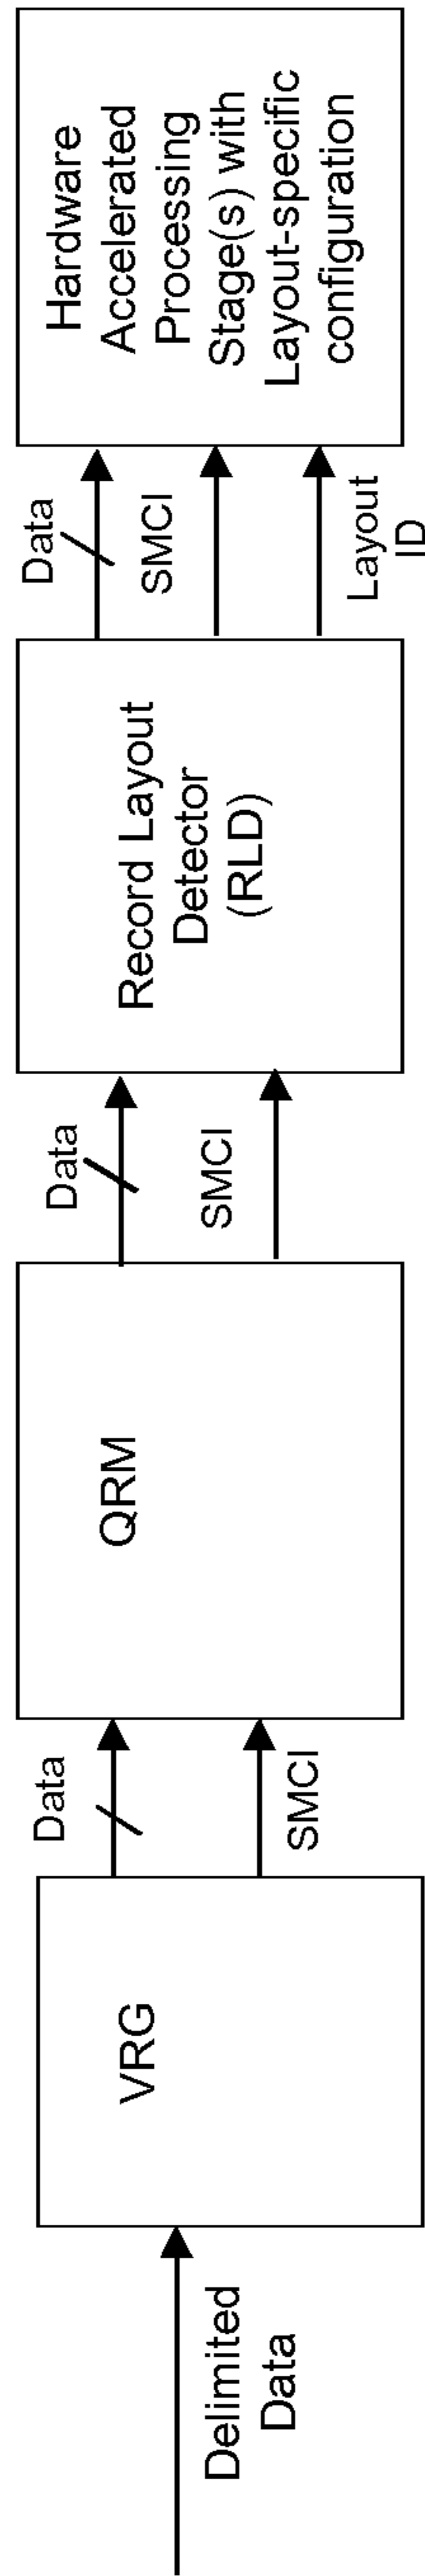 Delimited
Data
VRG
Data
SMCI
QRM
Data
SMCI
Record Layout
Detector
(RLD)
Data
SMCI
Layout
ID
Hardware
Accelerated
Processing
Stage(s) with
Layout-specific
configuration